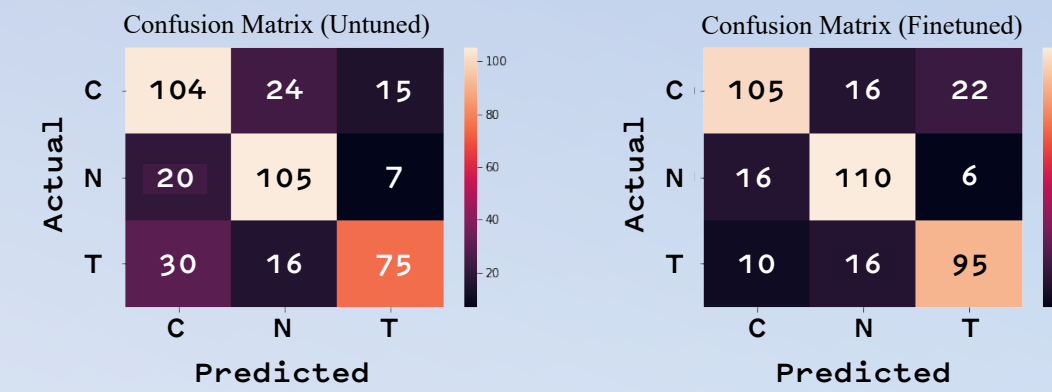 Confusion Matrix (Untuned)
Actual
C 104 24 15
N 20 105 7
T 30 16 75
C N T
Predicted
100
80
60
40
20
Confusion Matrix (Finetuned)
Actual
C 105 16 22
N 16 110 6
T 10 16 95
C N T
Predicted